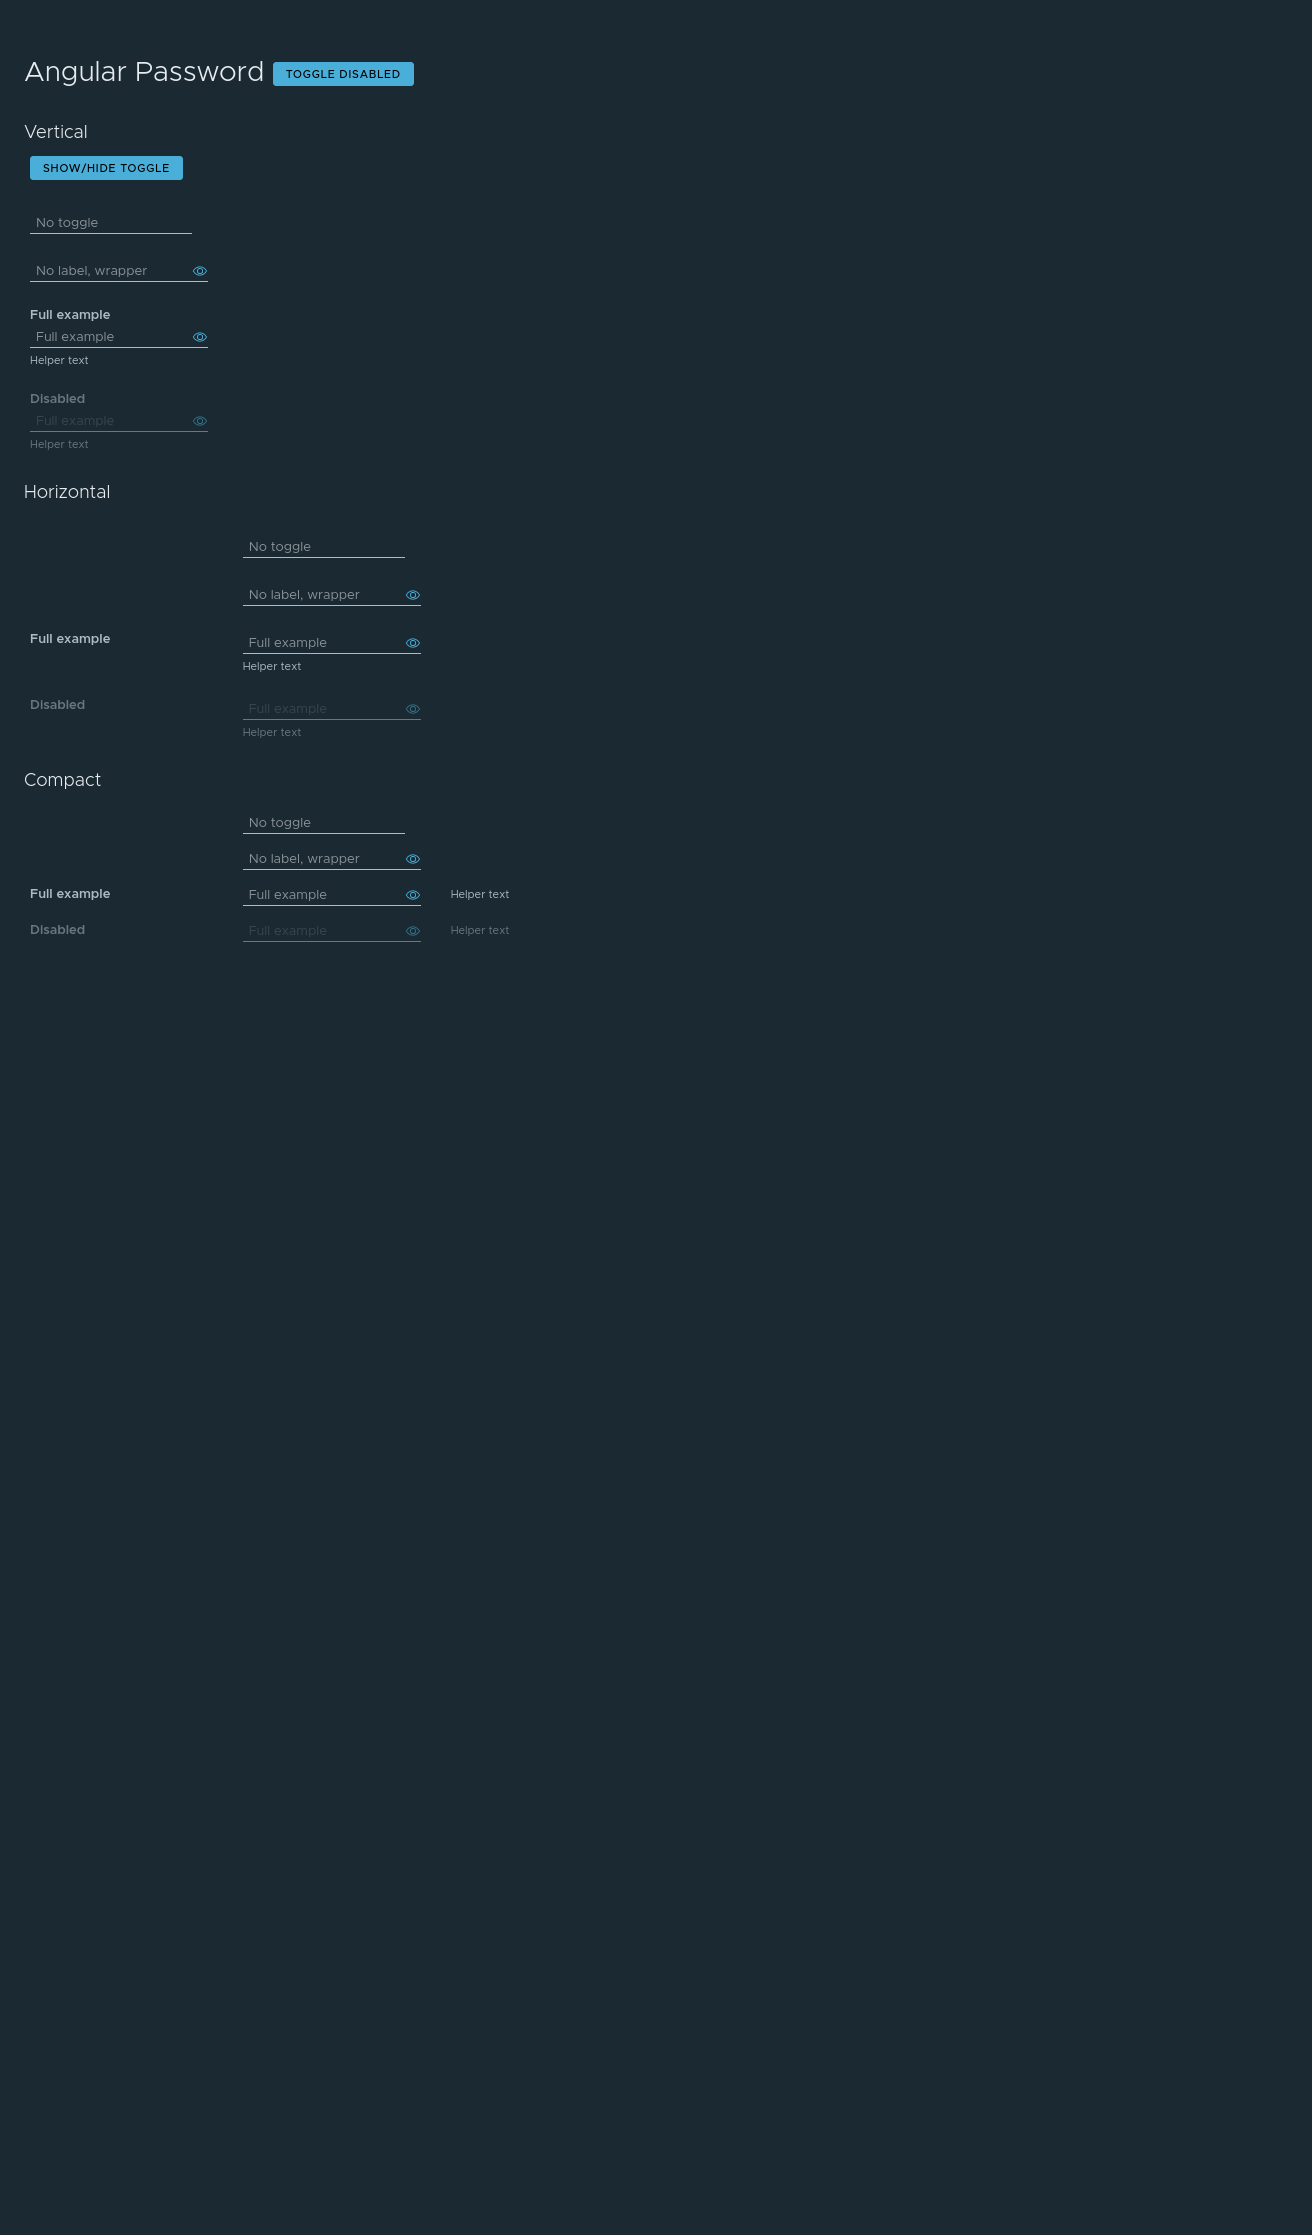 Angular Password TOGGLE DISABLED
Vertical
SHOW/HIDE TOGGLE
No toggle
No label, wrapper
Full example
Full example
Helper text
Disabled
Full example
Helper text
Horizontal
No toggle
No label, wrapper
Full example Full example
Helper text
Disabled Full example
Helper text
Compact
No toggle
No label, wrapper
Full example Full example Helper text
Disabled Full example Helper text